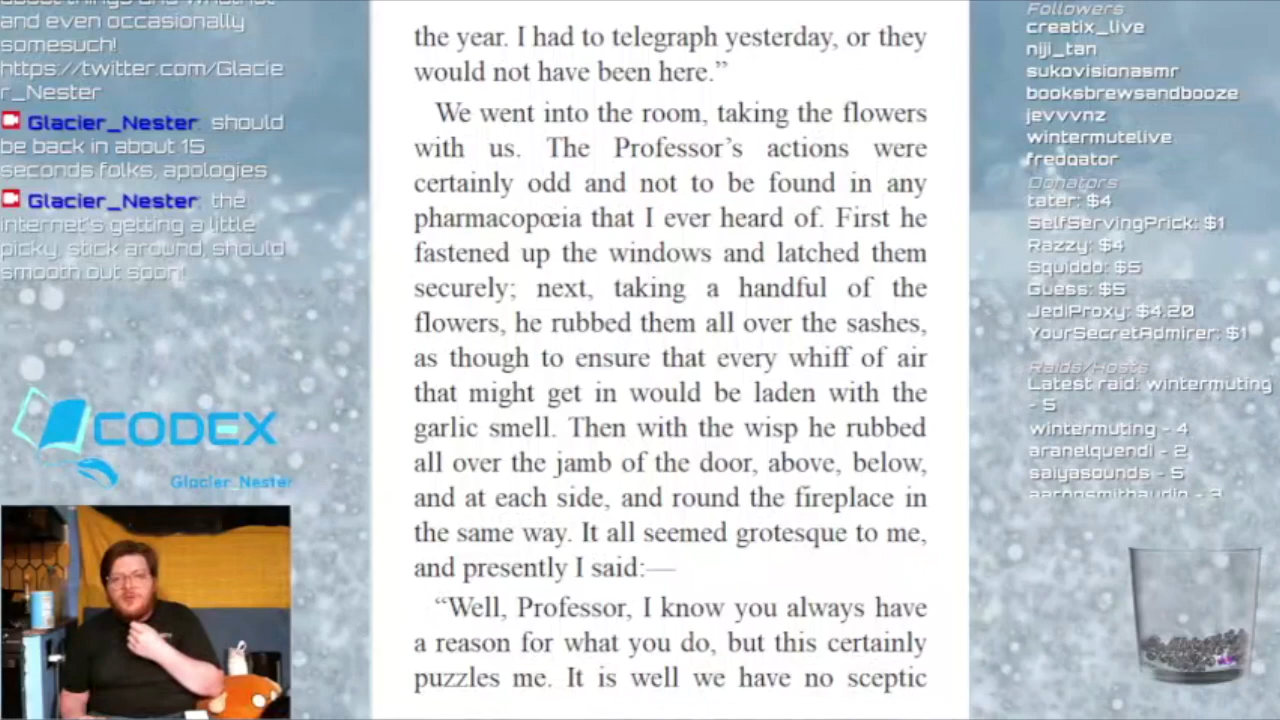 about things and whatnot
and even occasionally
somesuch!
https://twitter.com/Glacie
r_Nester
Glacier_Nester: should
be back in about 15
seconds folks, apologies
Glacier_Nester: the
internet's getting a little
picky, stick around, should
smooth out soon!
CODEX
Glacier_Nester
the year. I had to telegraph yesterday, or they
would not have been here.”
We went into the room, taking the flowers
with us. The Professor’s actions were
certainly odd and not to be found in any
pharmacopœia that I ever heard of. First he
fastened up the windows and latched them
securely; next, taking a handful of the
flowers, he rubbed them all over the sashes,
as though to ensure that every whiff of air
that might get in would be laden with the
garlic smell. Then with the wisp he rubbed
all over the jamb of the door, above, below,
and at each side, and round the fireplace in
the same way. It all seemed grotesque to me,
and presently I said:—
“Well, Professor, I know you always have
a reason for what you do, but this certainly
puzzles me. It is well we have no sceptic
Followers
creatix_live
niji_tan
sukovisionasmr
booksbrewsandbooze
jevvvnz
wintermutelive
fredgator
Donators
tater: $4
SelfServingPrick: $1
Razzy: $4
Squiddo: $5
Guess: $5
JediProxy: $4.20
YourSecretAdmirer: $1
Raids/Hosts
Latest raid: wintermuting
- 5
wintermuting - 4
aranelquendi - 2
saiyasounds - 5
aaronsmithaudio - 3